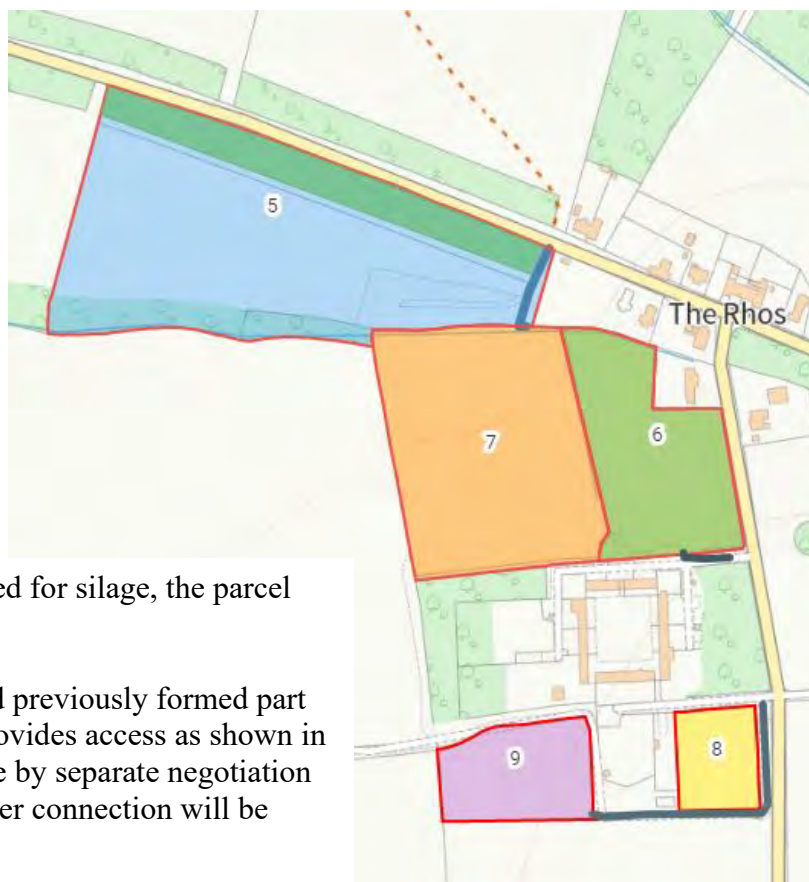 5
The Rhos
7
6
ed for silage, the parcel
d previously formed part
rovides access as shown in
e by separate negotiation
er connection will be
9
8